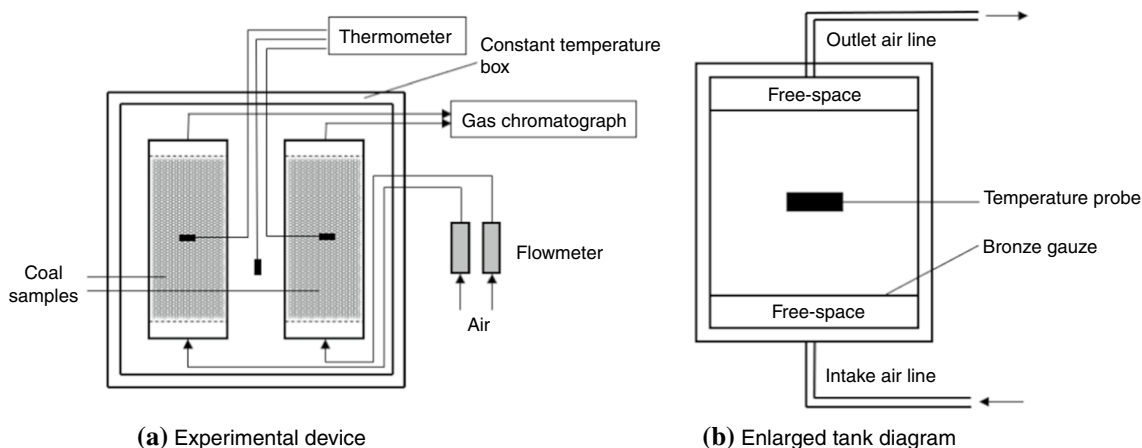 Thermometer
Constant temperature
box
Gas chromatograph
Flowmeter
Coal
samples
Air
(a) Experimental device
Outlet air line
Free-space
Temperature probe
Bronze gauze
Free-space
Intake air line
(b) Enlarged tank diagram